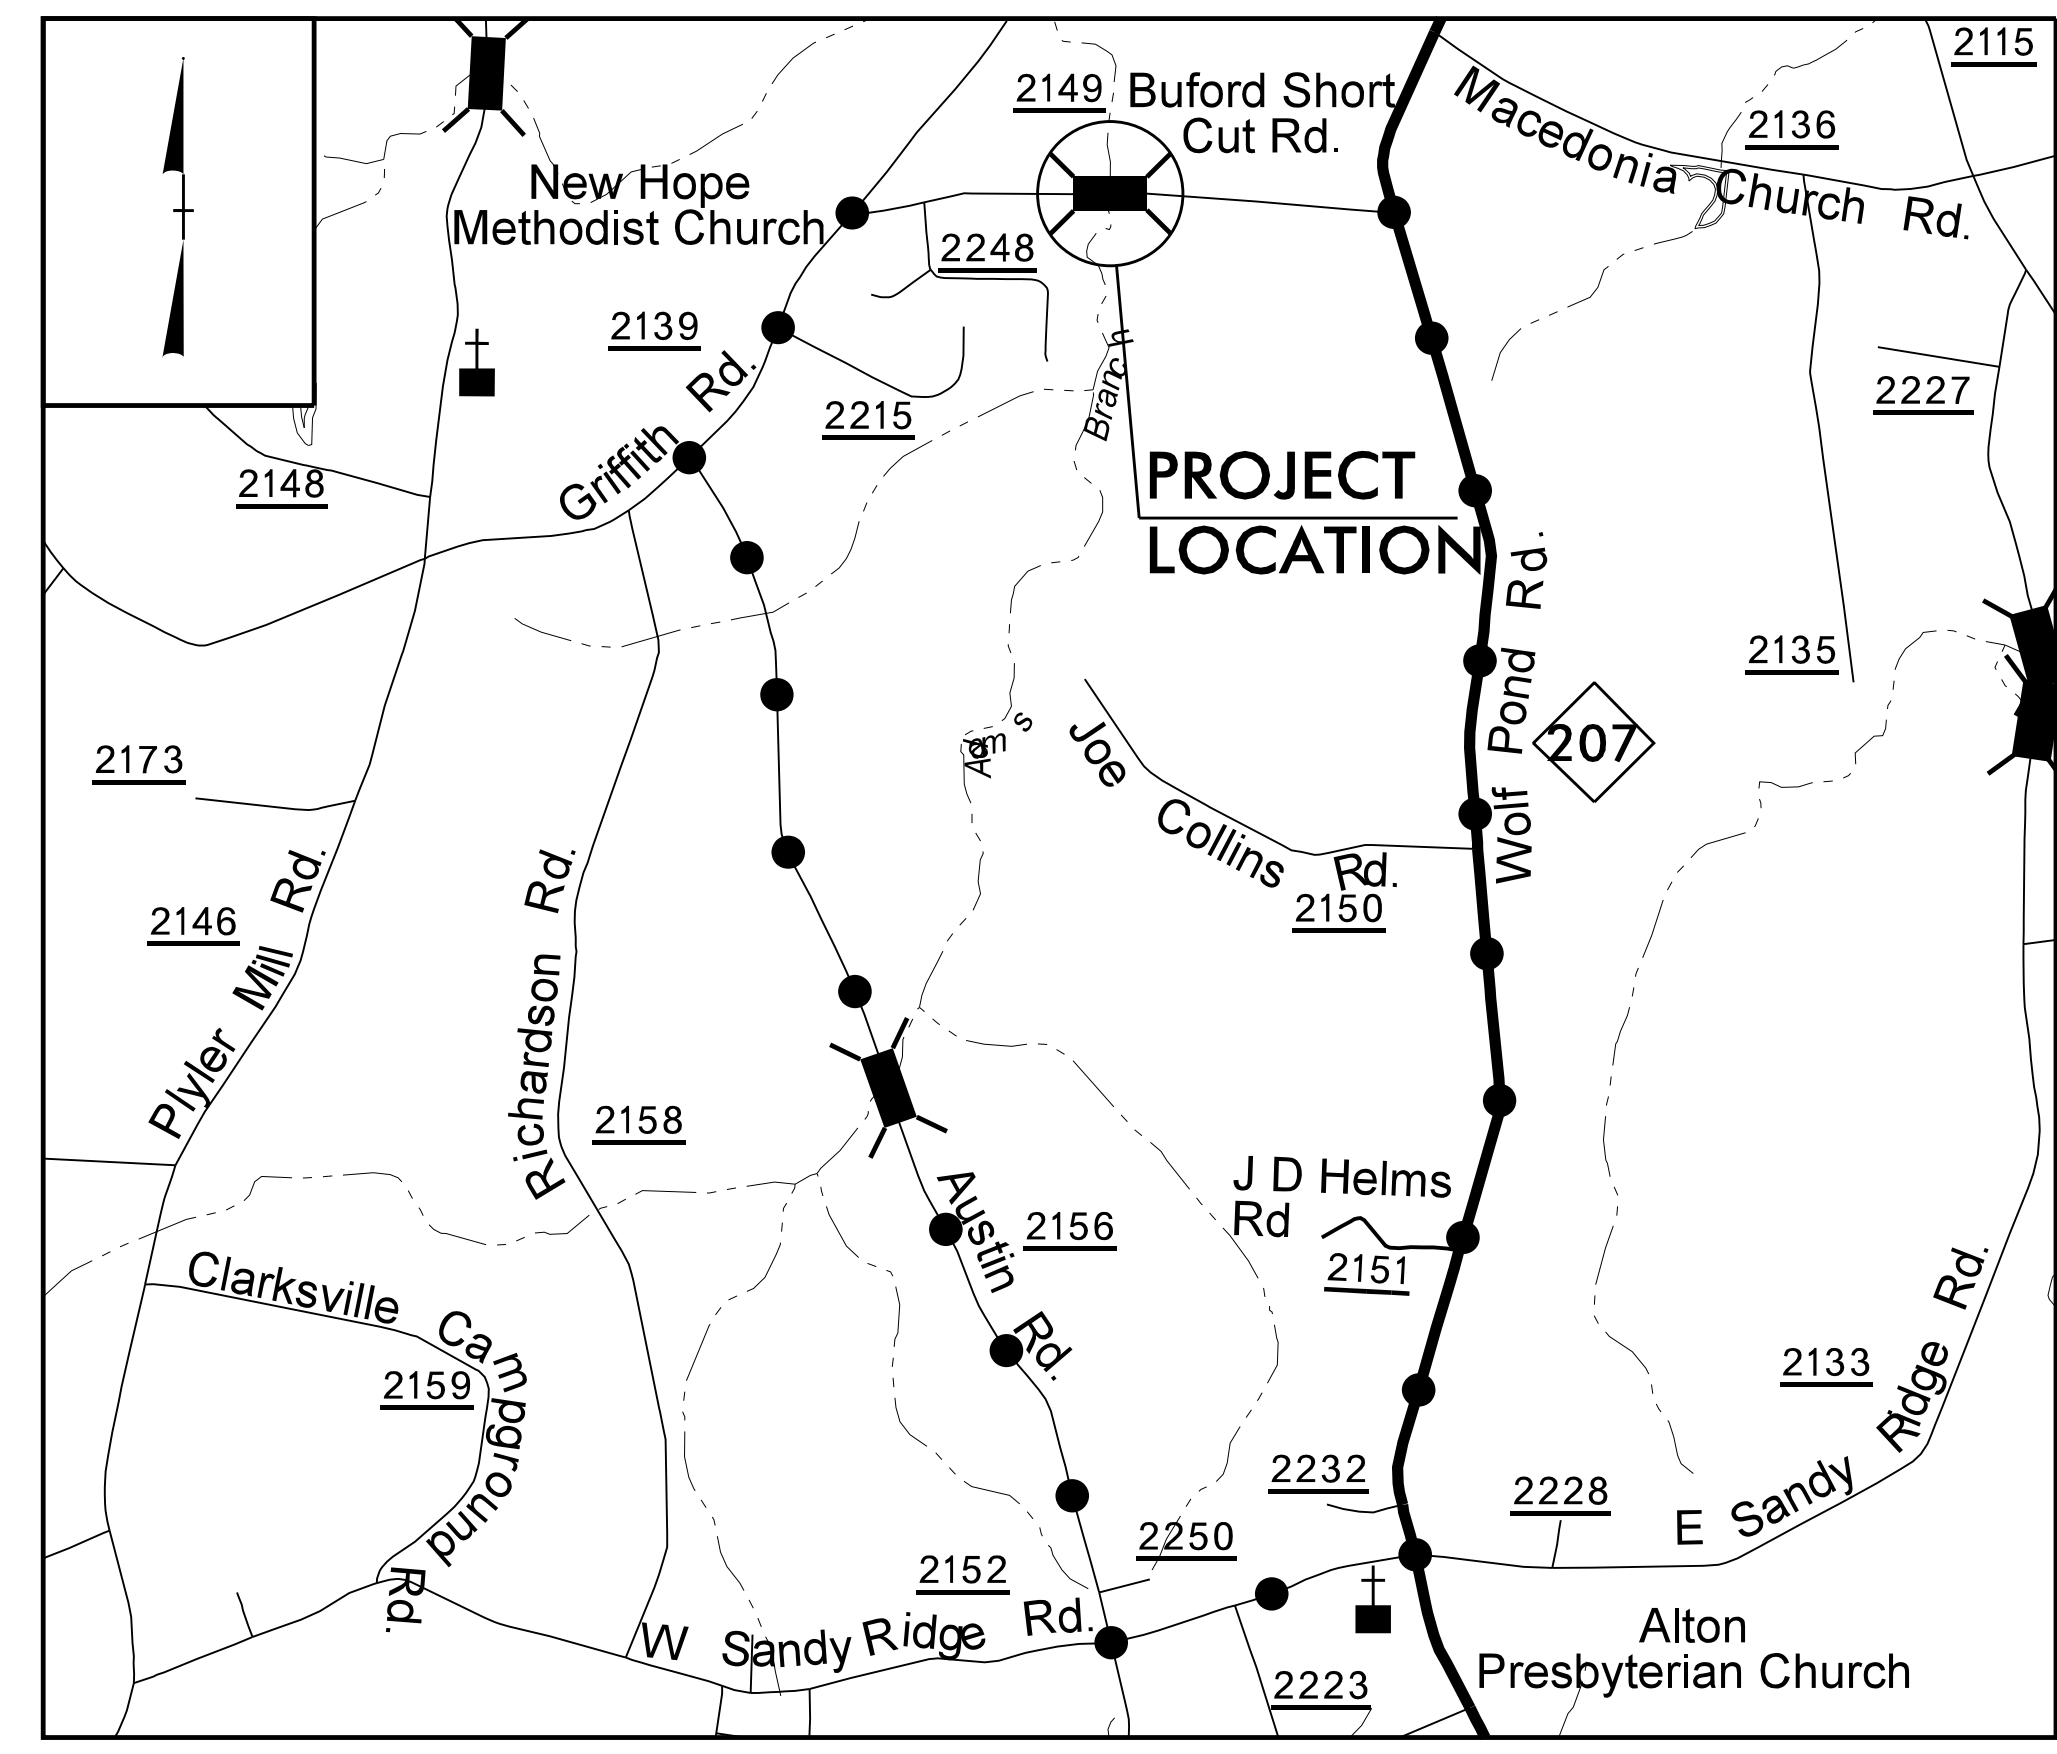 2115
2149
Buford Short
Cut Rd.
Macedonia Church Rd.
2136
New Hope
Methodist Church
2248
2139
Griffith Rd.
2215
Branch
2227
2148
PROJECT
LOCATION
Wolf Pond Rd.
2135
207
Adams
2173
Joe Collins Rd.
2150
2146
Plyler Mill Rd.
Richardson Rd.
2158
J D Helms
Rd
2151
Austin Rd.
2156
Clarksville Campground Rd.
2159
2133
E Sandy Ridge Rd.
2232
2228
2250
2152
W Sandy Ridge Rd.
2223
Alton
Presbyterian Church